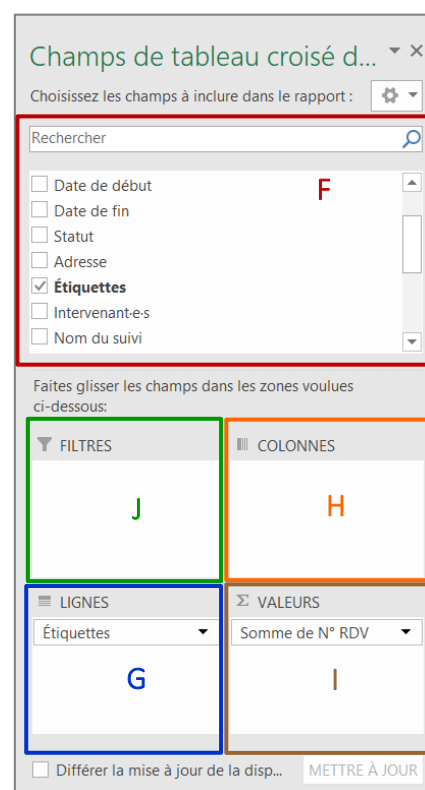 Champs de tableau croisé d...
Choisissez les champs à inclure dans le rapport :
Rechercher
F
Date de début
Date de fin
Statut
Adresse
Étiquettes
Intervenant·e·s
Nom du suivi
Faites glisser les champs dans les zones voulues
ci-dessous:
FILTRES
COLONNES
J
H
LIGNES
Σ VALEURS
Étiquettes
Somme de N° RDV
G
I
Différer la mise à jour de la disp...
METTRE À JOUR